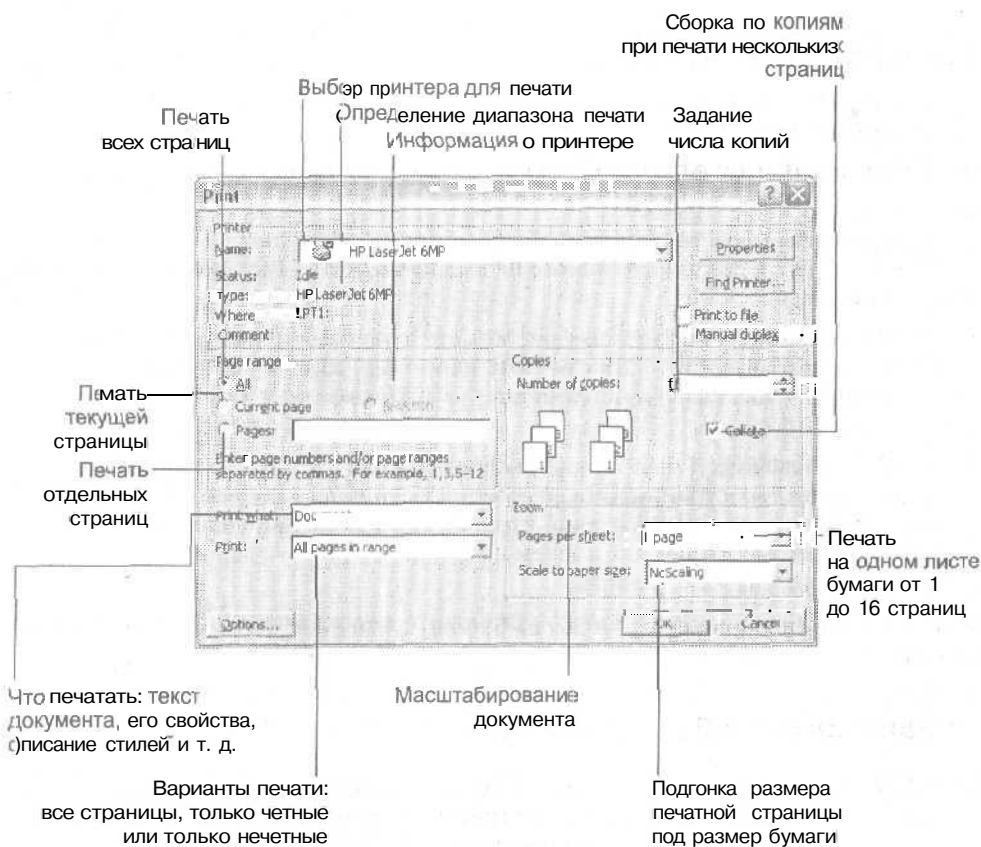 Сборка по копиям
при печати нескольких
страниц
Выбор принтера для печати
Определение диапазона печати
Информация о принтере
Печать
всех страниц
Задание
числа копий
Print
Printer
Name:
HP LaserJet 6MP
Properties
Status:
Idle
Find Printer...
Type:
HP LaserJet 6MP
Where
LPT1:
Print to file
Comment
Manual duplex
Page range
Copies
All
Number of copies:
Current page
Pages:
Collate
Enter page numbers and/or page ranges
separated by commas. For example, 1,3,5–12
Печать
текущей
страницы
Печать
отдельных
страниц
Print what:
Print:
All pages in range
Zoom
Pages per sheet:
1 page
Scale to paper size:
No Scaling
Options...
OK
Cancel
Печать
на одном листе
бумаги от 1
до 16 страниц
Что печатать: текст
документа, его свойства,
описание стилей и т. д.
Масштабирование
документа
Варианты печати:
все страницы, только четные
или только нечетные
Подгонка размера
печатной страницы
под размер бумаги